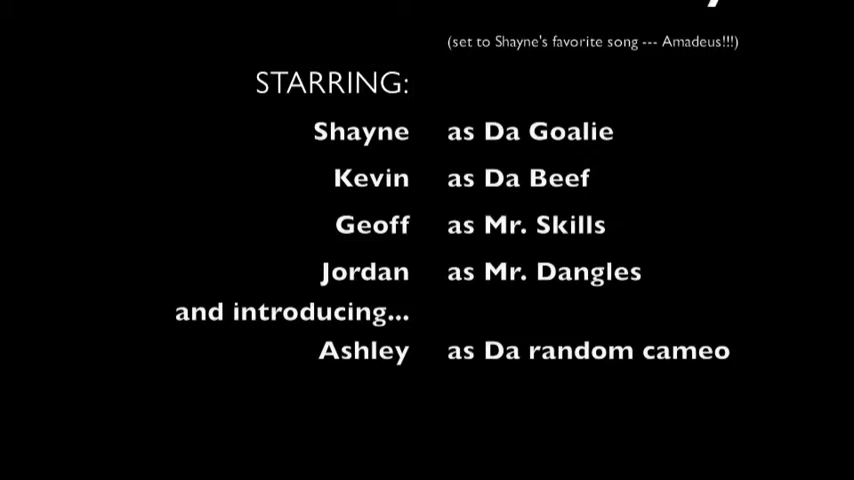 (set to Shayne's favorite song --- Amadeus!!!)
STARRING:
Shayne as Da Goalie
Kevin as Da Beef
Geoff as Mr. Skills
Jordan as Mr. Dangles
and introducing...
Ashley as Da random cameo